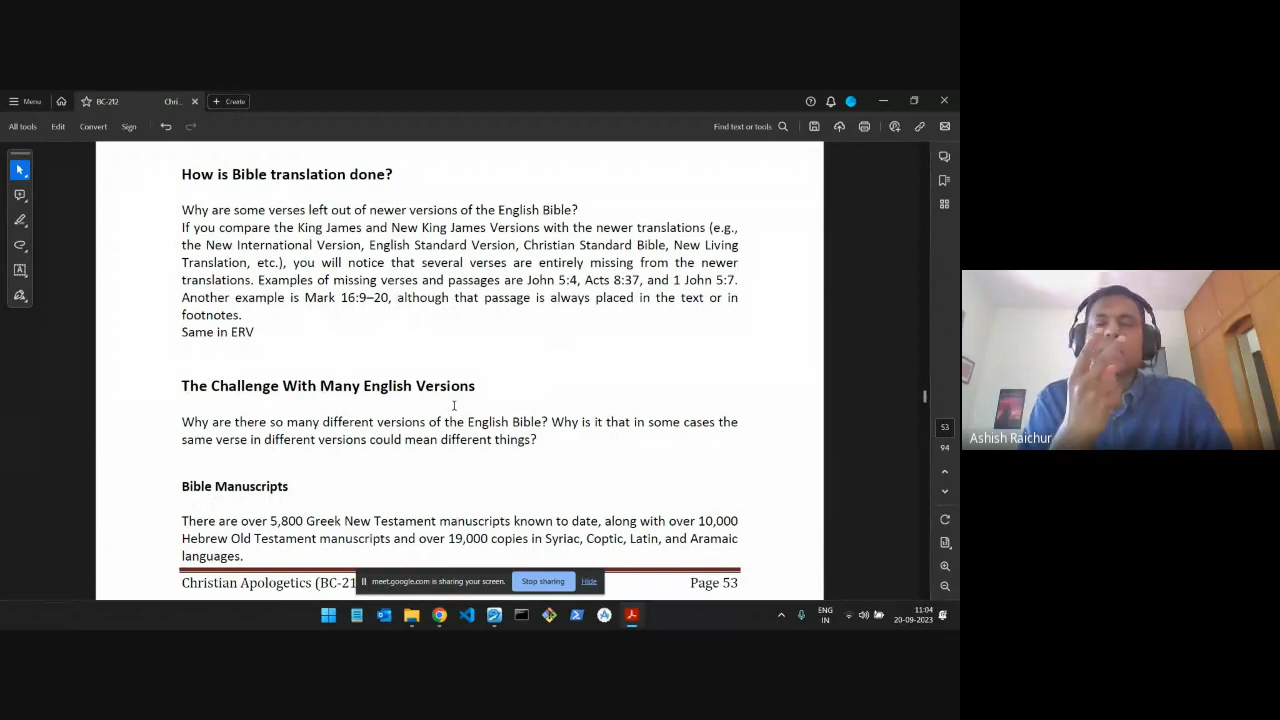 Menu
BC-212
Chri...
Create
All tools
Edit
Convert
Sign
Find text or tools
How is Bible translation done?
Why are some verses left out of newer versions of the English Bible?
If you compare the King James and New King James Versions with the newer translations (e.g.,
the New International Version, English Standard Version, Christian Standard Bible, New Living
Translation, etc.), you will notice that several verses are entirely missing from the newer
translations. Examples of missing verses and passages are John 5:4, Acts 8:37, and 1 John 5:7.
Another example is Mark 16:9–20, although that passage is always placed in the text or in
footnotes.
Same in ERV
The Challenge With Many English Versions
Why are there so many different versions of the English Bible? Why is it that in some cases the
same verse in different versions could mean different things?
Bible Manuscripts
There are over 5,800 Greek New Testament manuscripts known to date, along with over 10,000
Hebrew Old Testament manuscripts and over 19,000 copies in Syriac, Coptic, Latin, and Aramaic
languages.
Christian Apologetics (BC-21
Page 53
meet.google.com is sharing your screen.
Stop sharing
Hide
53
94
ENG
IN
11:04
20-09-2023
Ashish Raichur